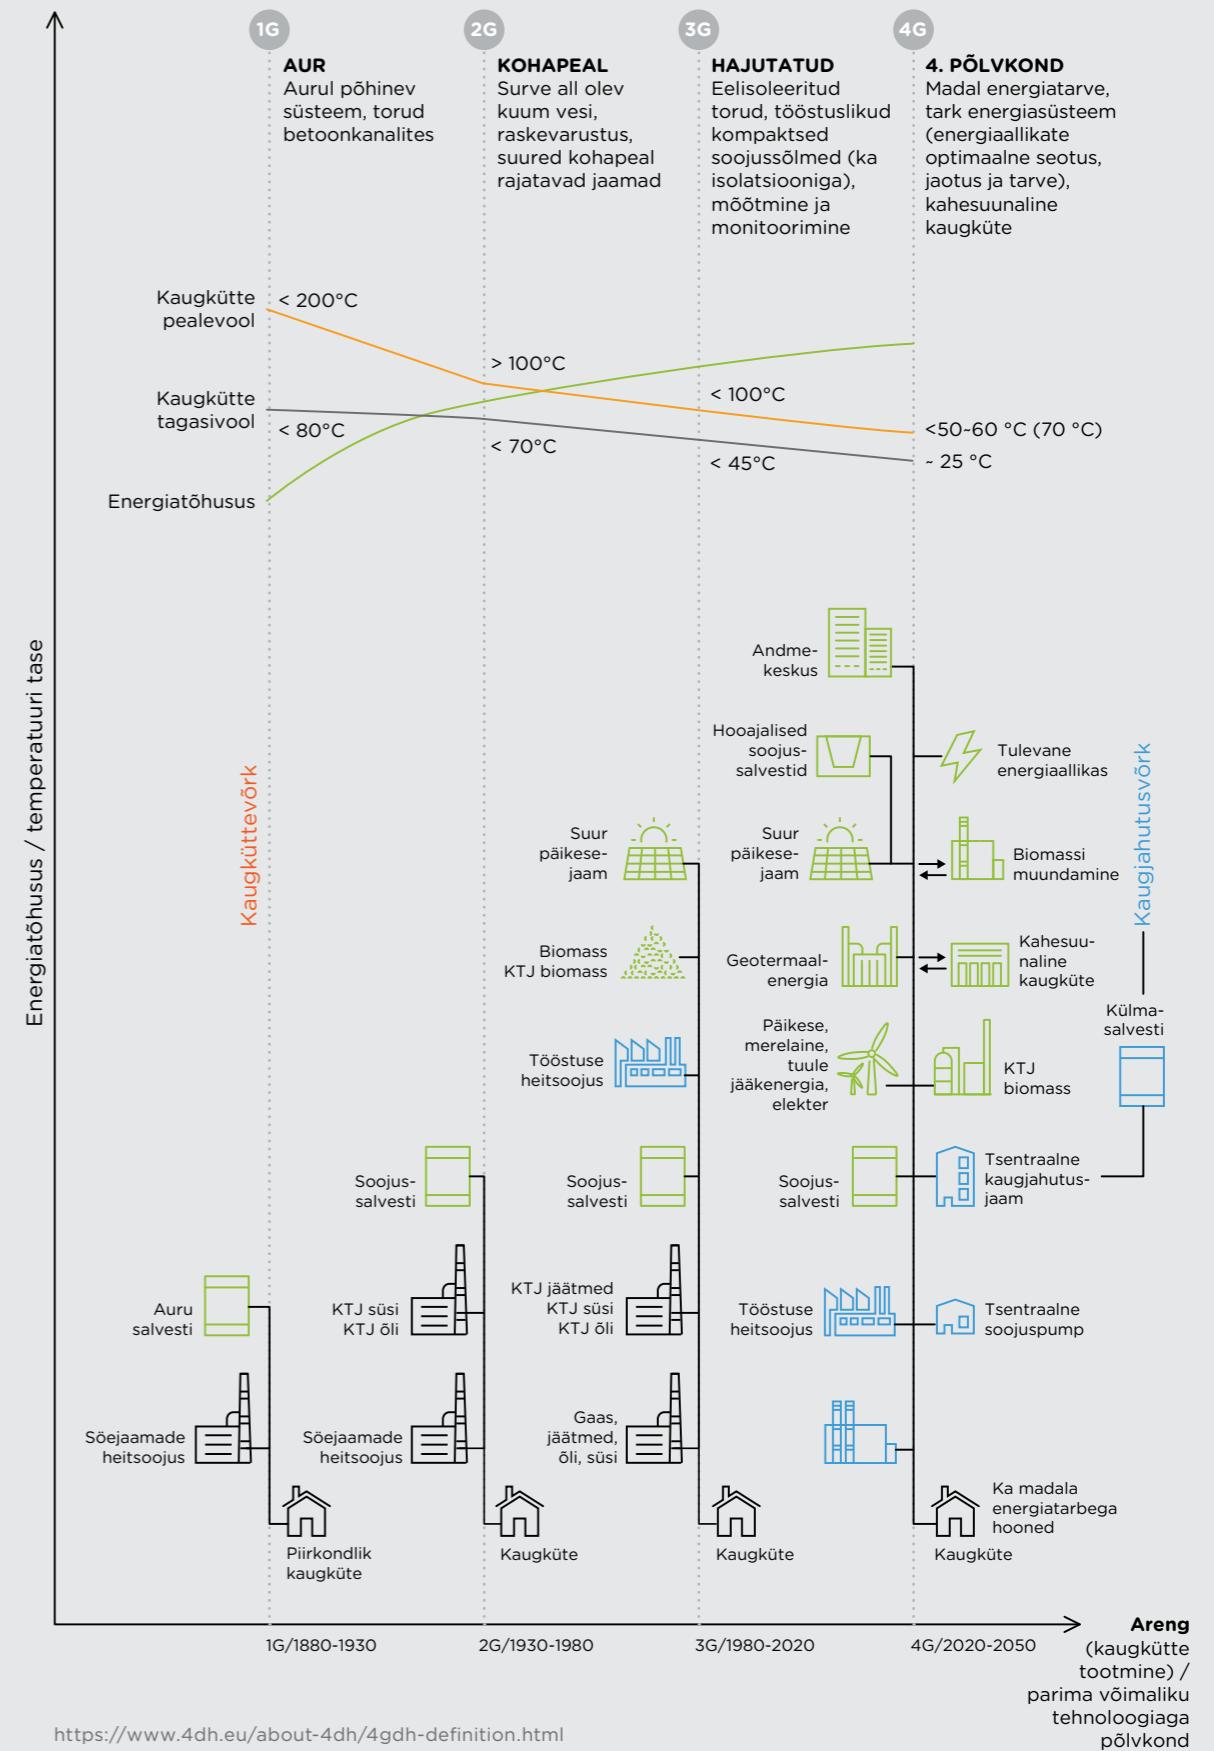 1G
2G
3G
4G
AUR
Aurul põhinev
süsteem, torud
betoonkanalites
KOHAPEAL
Surve all olev
kuum vesi,
raskevarustus,
suured kohapeal
rajatavad jaamad
HAJUTATUD
Eelisoleeritud
torud, tööstuslikud
kompaktsed
soojussõlmed (ka
isolatsiooniga),
mõõtmine ja
monitoorimine
4. PÕLVKOND
Madal energiatarve,
tark energiasüsteem
(energiaallikate
optimaalne seotus,
jaotus ja tarve),
kahesuunaline
kaugküte
Kaugkütte
pealevool
< 200°C
> 100°C
< 100°C
<50~60 °C (70 °C)
Kaugkütte
tagasivool
< 80°C
< 70°C
< 45°C
~ 25 °C
Energiatõhusus
Energiatõhusus / temperatuuri tase
Kaugküttevõrk
Kaugjahutusvõrk
Andme-
keskus
Hooajalised
soojus-
salvestid
Tulevane
energiaallikas
Suur
päikese-
jaam
Suur
päikese-
jaam
Biomassi
muundamine
Biomass
KTJ biomass
Geotermaal-
energia
Kahesuu-
naline
kaugküte
Külma-
salvesti
Tööstuse
heitsoojus
Päikese,
merelaine,
tuule
jääkenergia,
elekter
KTJ
biomass
Soojus-
salvesti
Soojus-
salvesti
Soojus-
salvesti
Tsentraalne
kaugjahutus-
jaam
Auru
salvesti
KTJ süsi
KTJ õli
KTJ jäätmed
KTJ süsi
KTJ õli
Tööstuse
heitsoojus
Tsentraalne
soojuspump
Söejaamade
heitsoojus
Söejaamade
heitsoojus
Gaas,
jäätmed,
õli, süsi
Piirkondlik
kaugküte
Kaugküte
Kaugküte
Ka madala
energiatarbega
hooned
Kaugküte
1G/1880-1930
2G/1930-1980
3G/1980-2020
4G/2020-2050
Areng
(kaugkütte
tootmine) /
parima võimaliku
tehnoloogiaga
põlvkond
https://www.4dh.eu/about-4dh/4gdh-definition.html